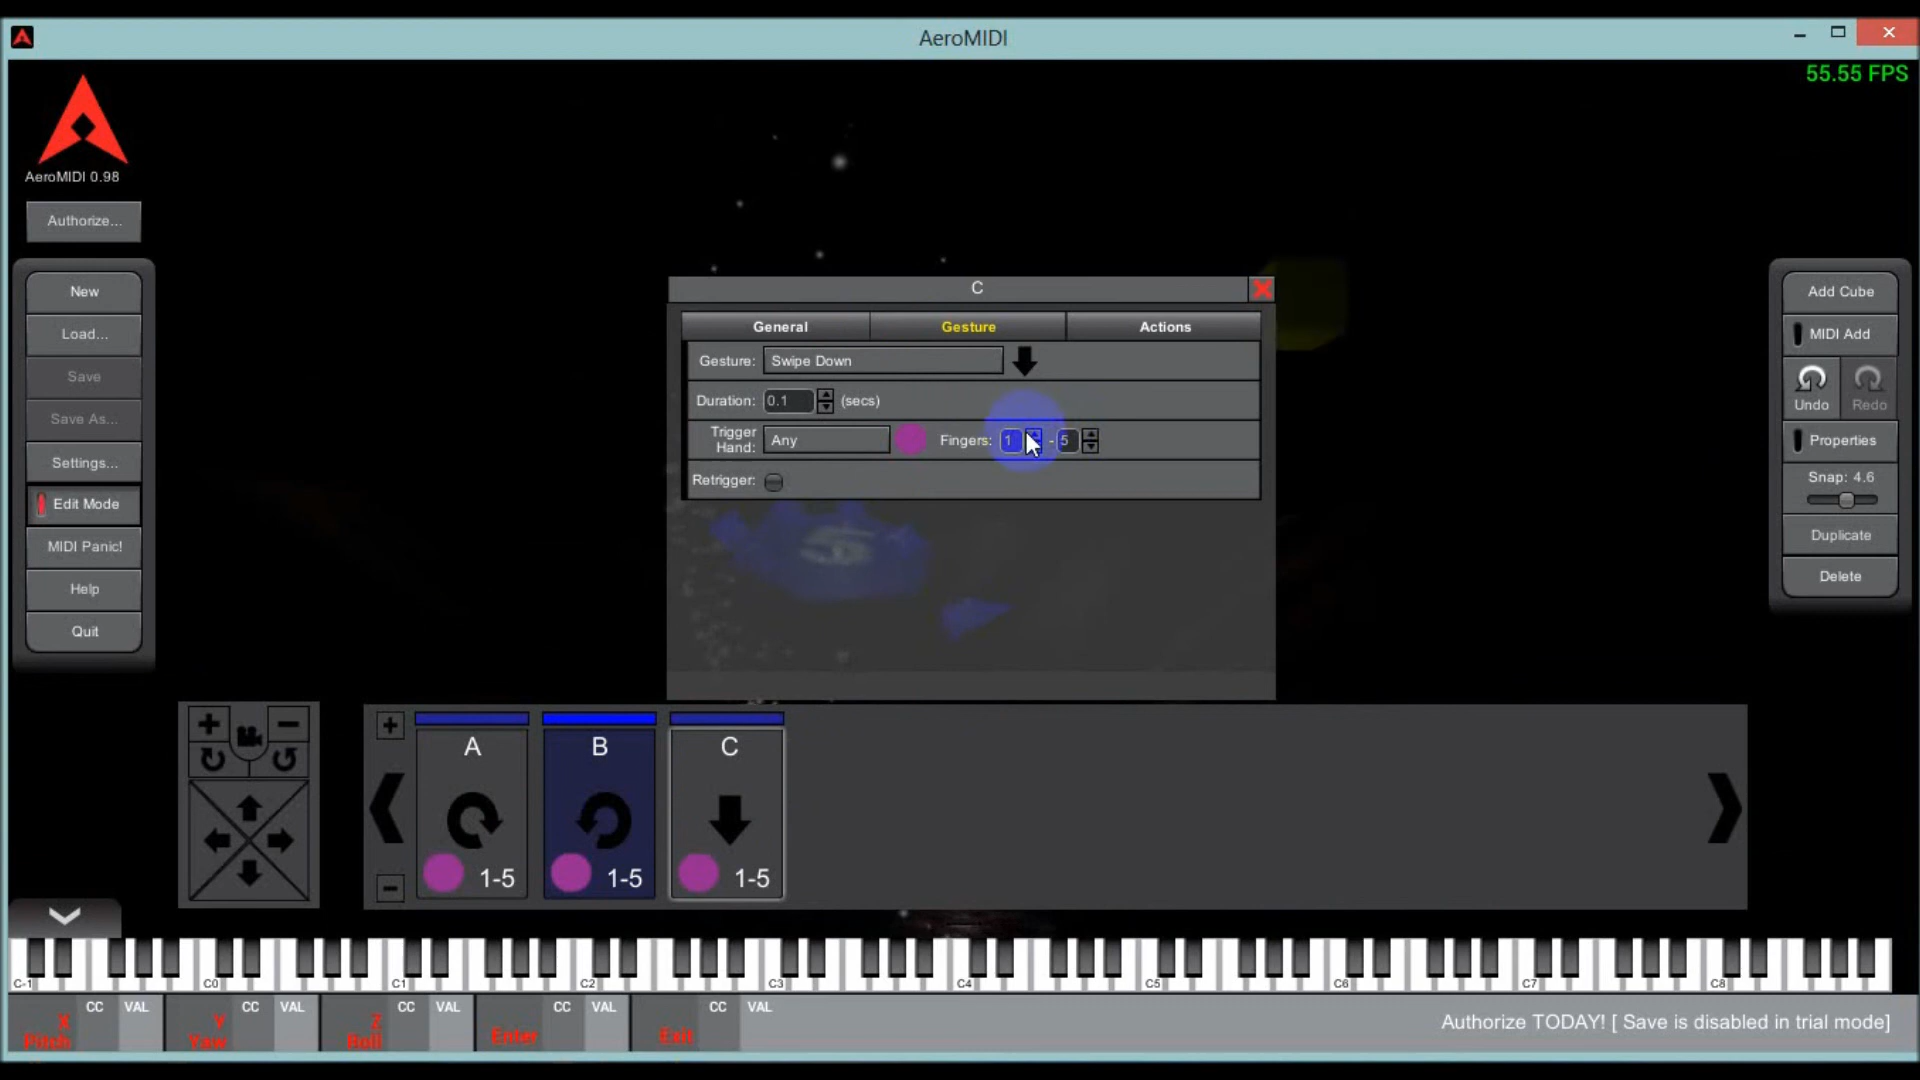 AeroMIDI
55.55 FPS
AeroMIDI 0.98
Authorize...
New
Load...
Save
Save As...
Settings...
Edit Mode
MIDI Panic!
Help
Quit
C
General
Gesture
Actions
Gesture: Swipe Down
Duration: 0.1 (secs)
Trigger Hand: Any Fingers: 1 - 5
Retrigger:
Add Cube
MIDI Add
Undo Redo
Properties
Snap: 4.6
Duplicate
Delete
A B C
1-5 1-5 1-5
C-1 C0 C1 C2 C3 C4 C5 C6 C7 C8
CC VAL CC VAL CC VAL CC VAL CC VAL
X Y Z
Pitch Yaw Roll Enter Exit
Authorize TODAY! [ Save is disabled in trial mode]